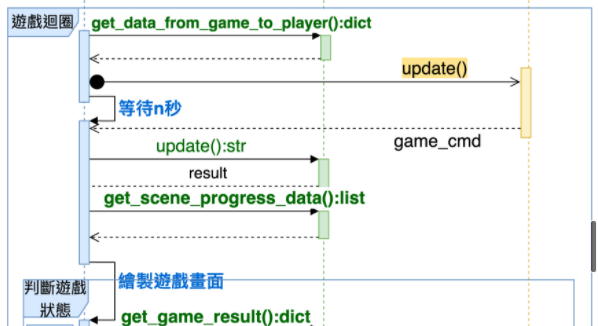 遊戲迴圈
get_data_from_game_to_player():dict
update()
等待n秒
game_cmd
update():str
result
get_scene_progress_data():list
繪製遊戲畫面
判斷遊戲
狀態
get_game_result():dict